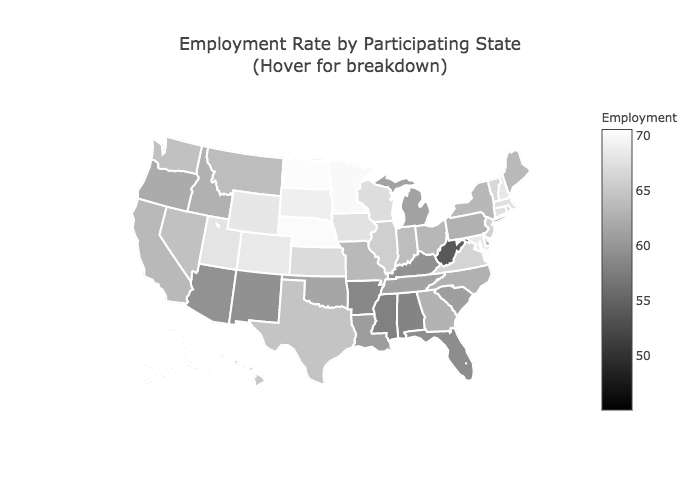 Employment Rate by Participating State
(Hover for breakdown)
Employment
70
65
60
55
50